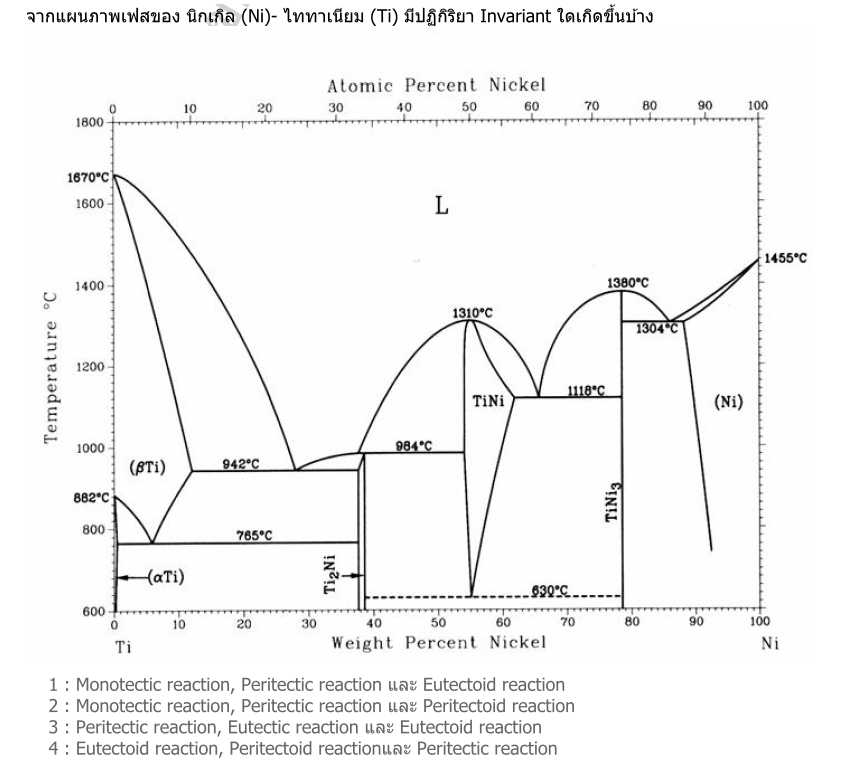 จากแผนภาพเฟสของ นิกเกิล (Ni)- ไททาเนียม (Ti) มีปฏิกิริยา Invariant ใดเกิดขึ้นบ้าง
Atomic Percent Nickel
0 10 20 30 40 50 60 70 80 90 100
1800
1670°C
1600
L
1455°C
1400
1380°C
1310°C
1304°C
Temperature °C
1200
1118°C
TiNi
(Ni)
1000
984°C
942°C
(βTi)
882°C
TiNi3
800
765°C
(αTi)
Ti2Ni
630°C
600
0 10 20 30 40 50 60 70 80 90 100
Ti Weight Percent Nickel Ni
1 : Monotectic reaction, Peritectic reaction และ Eutectoid reaction
2 : Monotectic reaction, Peritectic reaction และ Peritectoid reaction
3 : Peritectic reaction, Eutectic reaction และ Eutectoid reaction
4 : Eutectoid reaction, Peritectoid reactionและ Peritectic reaction